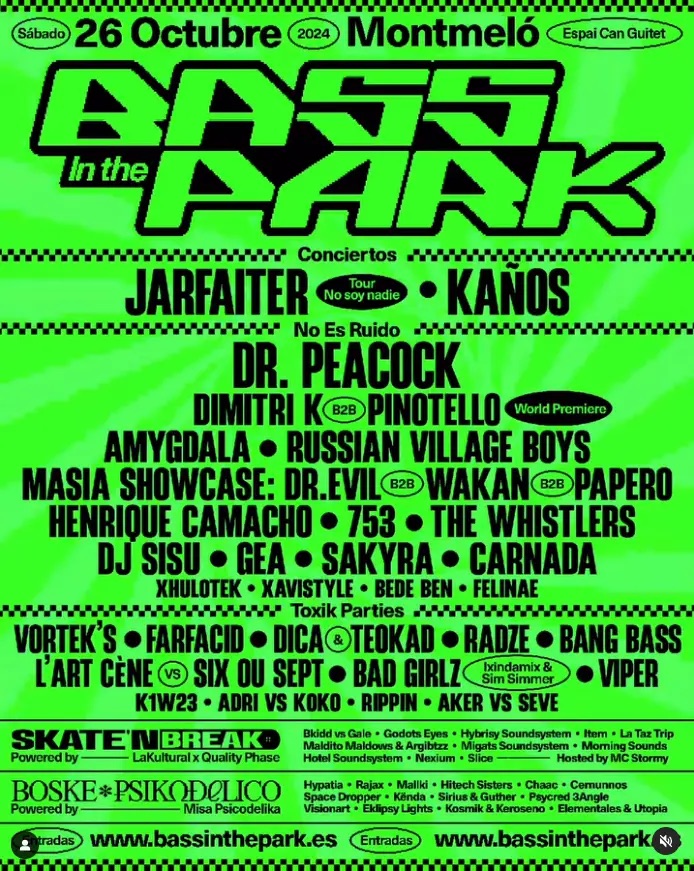 Sábado 26 Octubre 2024 Montmeló Espai Can Guitet
BASS
In the PARK
Conciertos
JARFAITER Tour No soy nadie • KAÑOS
No Es Ruido
DR. PEACOCK
DIMITRI K B2B PINOTELLO World Premiere
AMYGDALA • RUSSIAN VILLAGE BOYS
MASIA SHOWCASE: DR.EVIL B2B WAKAN B2B PAPERO
HENRIQUE CAMACHO • 753 • THE WHISTLERS
DJ SISU • GEA • SAKYRA • CARNADA
XHULOTEK • XAVISTYLE • BEDE BEN • FELINAE
Toxik Parties
VORTEK'S • FARFACID • DICA & TEOKAD • RADZE • BANG BASS
L'ART CÈNE VS SIX OU SEPT • BAD GIRLZ Ixindamix & Sim Simmer • VIPER
K1W23 • ADRI VS KOKO • RIPPIN • AKER VS SEVE
SKATE'N BREAK
Powered by LaKultural x Quality Phase
Bkidd vs Gale • Godots Eyes • Hybrisy Soundsystem • Item • La Taz Trip
Maldito Maldows & Argibtzz • Migats Soundsystem • Morning Sounds
Hotel Soundsystem • Nexium • Slice Hosted by MC Stormy
BOSKE*PSIKODELICO
Powered by Misa Psicodelika
Hypatia • Rajax • Maliki • Hitech Sisters • Chaac • Cemunnos
Space Dropper • Kënda • Sirius & Guther • Psycred 3Angle
Visionart • Eklipsy Lights • Kosmik & Keroseno • Elementales & Utopia
Entradas www.bassinthepark.es Entradas www.bassinthepark